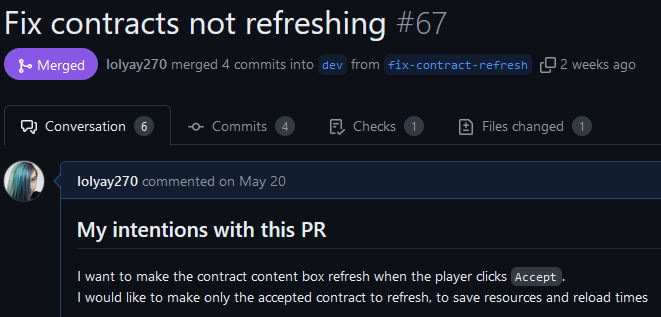 Fix contracts not refreshing #67
Merged lolyay270 merged 4 commits into dev from fix-contract-refresh 2 weeks ago
Conversation 6 Commits 4 Checks 1 Files changed 1
lolyay270 commented on May 20
My intentions with this PR
I want to make the contract content box refresh when the player clicks Accept.
I would like to make only the accepted contract to refresh, to save resources and reload times